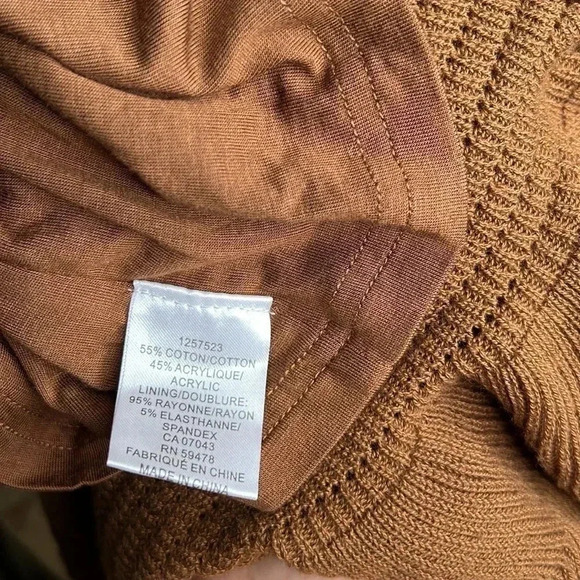 1257523
55% COTON/COTTON
45% ACRYLIQUE/
ACRYLIC
LINING/DOUBLURE:
95% RAYONNE/RAYON
5% ELASTHANNE/
SPANDEX
CA 07043
RN 59478
FABRIQUÉ EN CHINE
MADE IN CHINA